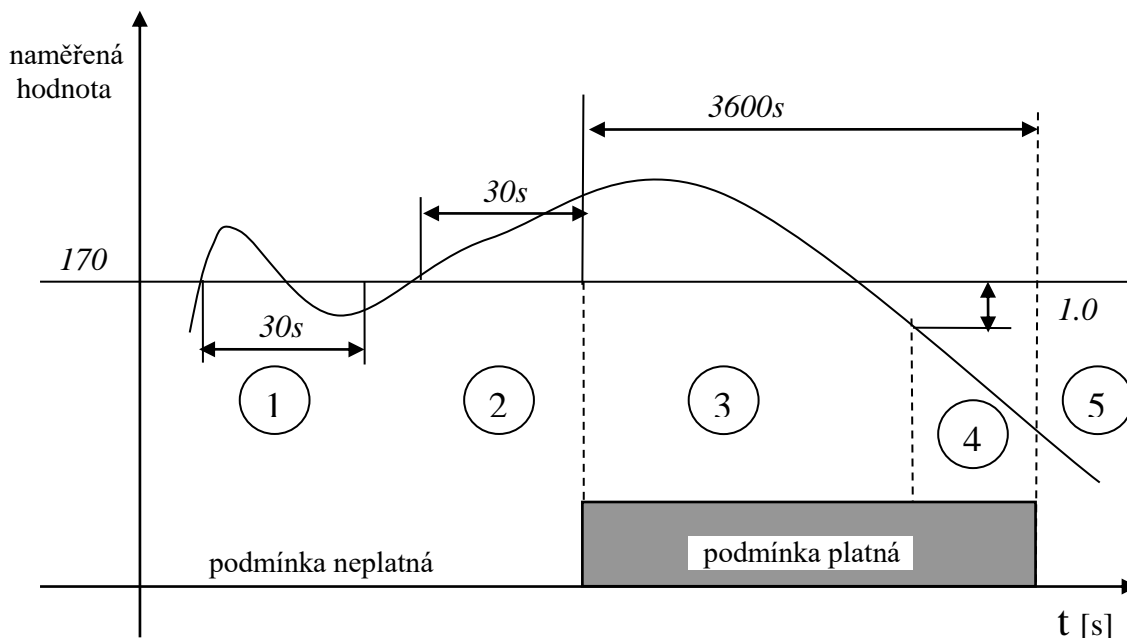 naměřená
hodnota
3600s
30s
170
30s
1.0
1
2
3
4
5
podmínka neplatná
podmínka platná
t [s]